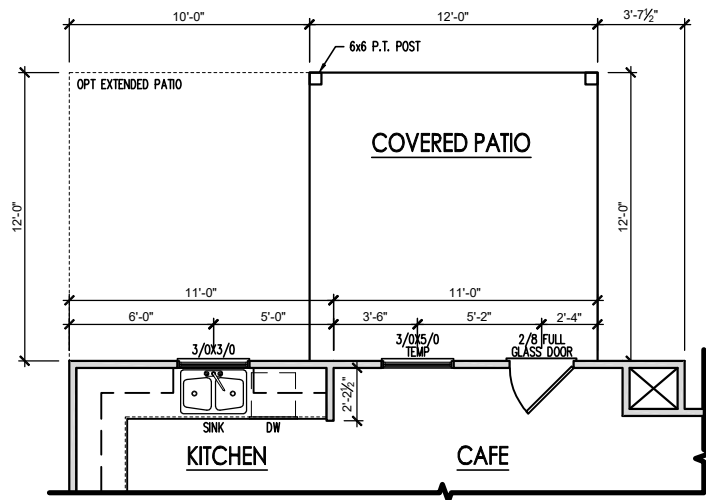 10'-0"
12'-0"
3'-7½"
6x6 P.T. POST
OPT EXTENDED PATIO
COVERED PATIO
12'-0"
12'-0"
11'-0"
11'-0"
6'-0"
5'-0"
3'-6"
5'-2"
2'-4"
3/0X3/0
3/0X5/0
TEMP
2/8 FULL
GLASS DOOR
2'-2½"
SINK
DW
KITCHEN
CAFE